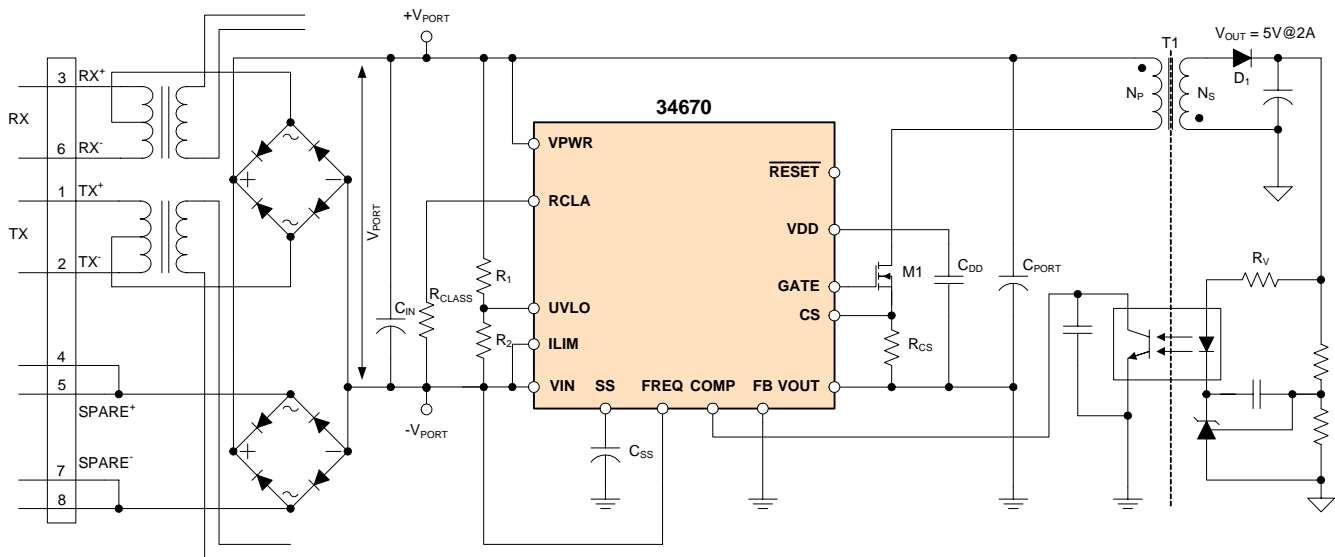 +VPORT
T1
VOUT = 5V@2A
3 RX+
RX
6 RX-
1 TX+
TX
2 TX-
4
5
SPARE+
SPARE-
7
8
~
+ −
~
~
+ −
~
VPORT
CIN
RCLASS
R1
R2
-VPORT
34670
VPWR
RCLA
UVLO
ILIM
VIN
SS
FREQ
COMP
FB
VOUT
RESET
VDD
GATE
CS
CSS
M1
RCS
CDD
CPORT
NP
NS
D1
RV